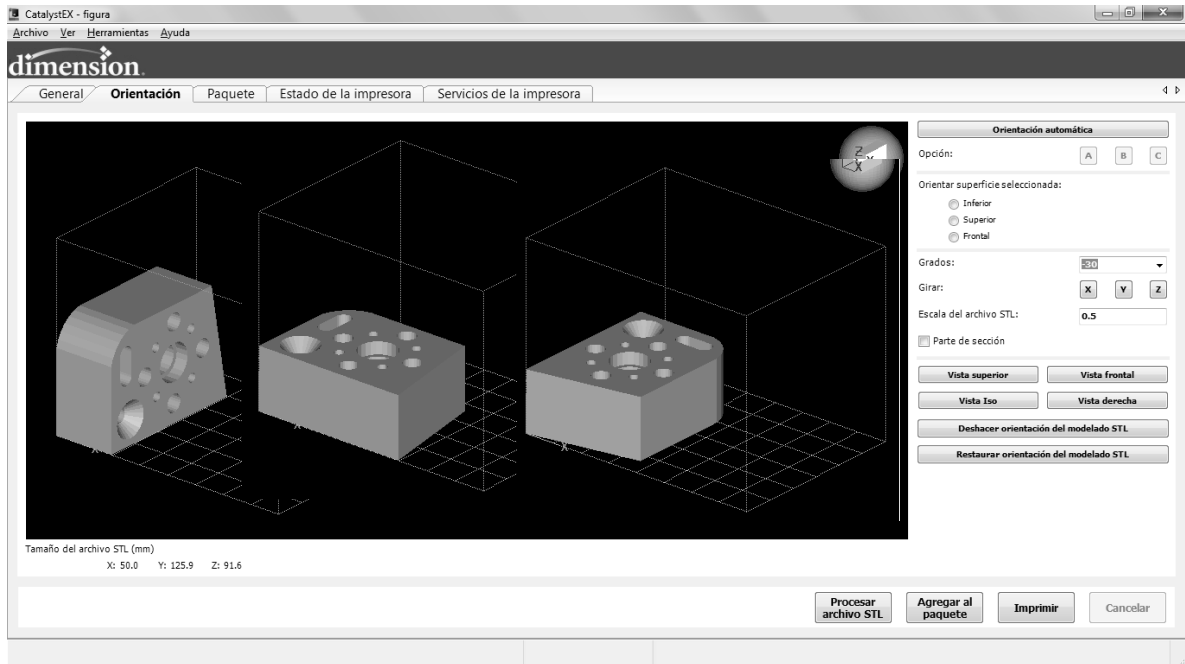 CatalystEX - figura
Archivo Ver Herramientas Ayuda
dimension.
General Orientación Paquete Estado de la impresora Servicios de la impresora
Orientación automática
Opción: A B C
Orientar superficie seleccionada:
Inferior
Superior
Frontal
Grados: -30
Girar: X Y Z
Escala del archivo STL: 0.5
Parte de sección
Vista superior Vista frontal
Vista Iso Vista derecha
Deshacer orientación del modelado STL
Restaurar orientación del modelado STL
Z
Y
X
X
X
X
Tamaño del archivo STL (mm)
X: 50.0 Y: 125.9 Z: 91.6
Procesar archivo STL
Agregar al paquete
Imprimir
Cancelar